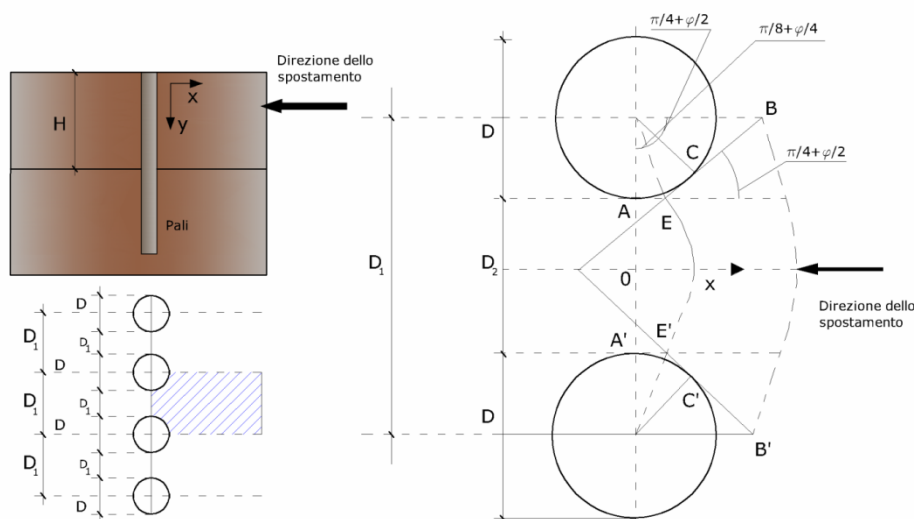 Direzione dello
spostamento
H
x
y
Pali
D
D1
D1
D
D1
D1
D
D1
D1
D
π/4+φ/2
π/8+φ/4
D
B
C
π/4+φ/2
A
E
D1
D2
0
x
Direzione dello
spostamento
A'
E'
D
C'
B'